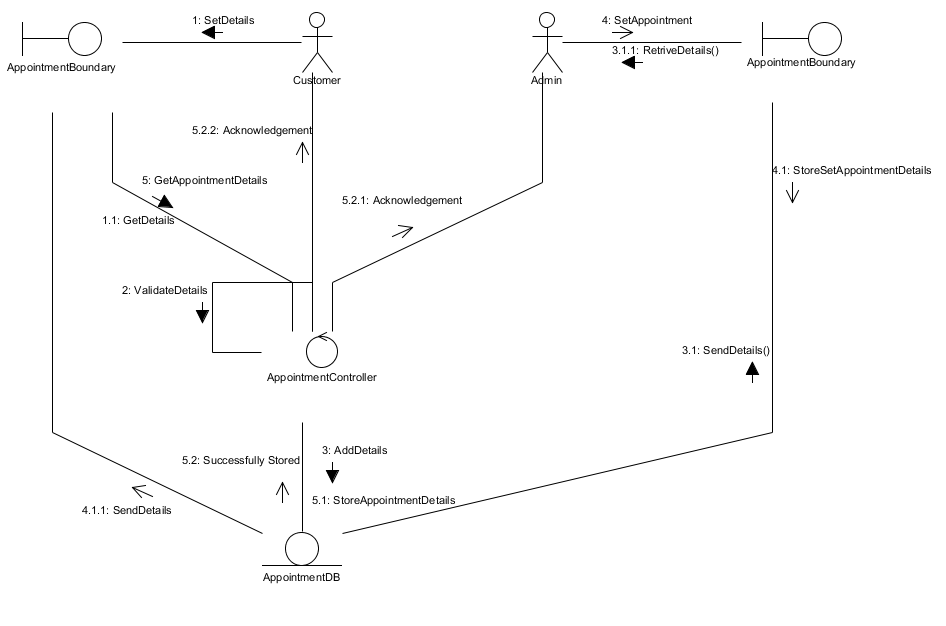 1: SetDetails
4: SetAppointment
3.1.1: RetriveDetails()
AppointmentBoundary
Customer
Admin
AppointmentBoundary
5.2.2: Acknowledgement
5: GetAppointmentDetails
4.1: StoreSetAppointmentDetails
5.2.1: Acknowledgement
1.1: GetDetails
2: ValidateDetails
3.1: SendDetails()
AppointmentController
5.2: Successfully Stored
3: AddDetails
5.1: StoreAppointmentDetails
4.1.1: SendDetails
AppointmentDB